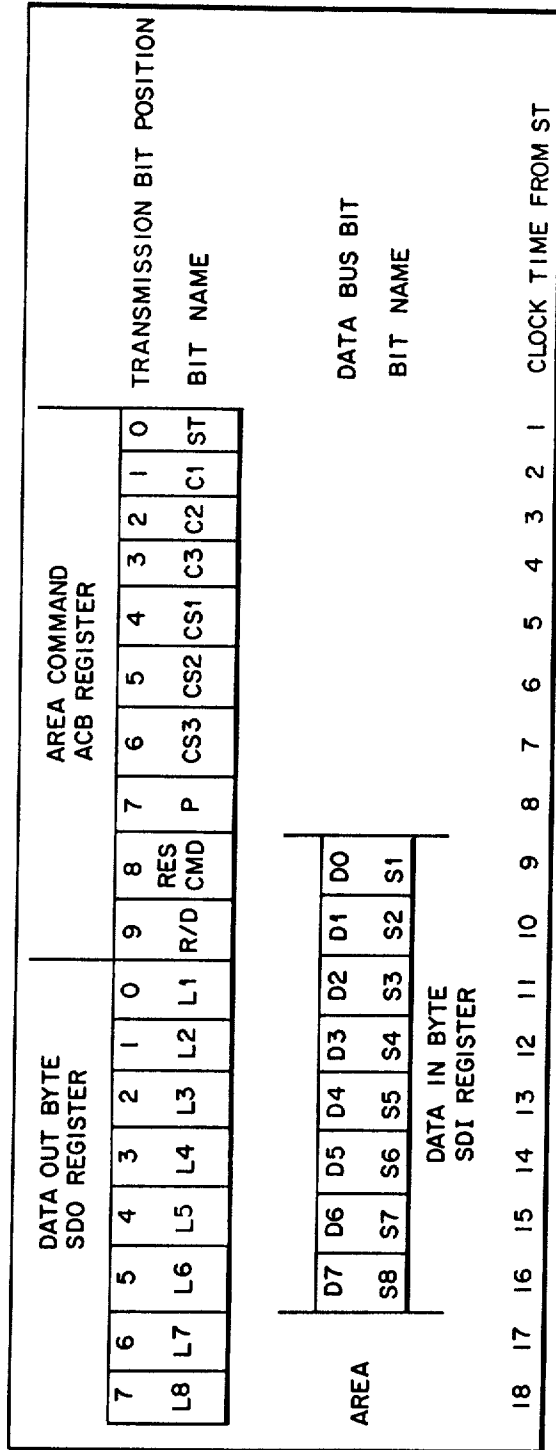 DATA OUT BYTE
SDO REGISTER
AREA COMMAND
ACB REGISTER
7 6 5 4 3 2 1 0 9 8 7 6 5 4 3 2 1 0 TRANSMISSION BIT POSITION
L8 L7 L6 L5 L4 L3 L2 L1 R/D RES CMD P CS3 CS2 CS1 C3 C2 C1 ST BIT NAME
AREA
D7 D6 D5 D4 D3 D2 D1 D0 DATA BUS BIT
S8 S7 S6 S5 S4 S3 S2 S1 BIT NAME
DATA IN BYTE
SDI REGISTER
18 17 16 15 14 13 12 11 10 9 8 7 6 5 4 3 2 1 CLOCK TIME FROM ST